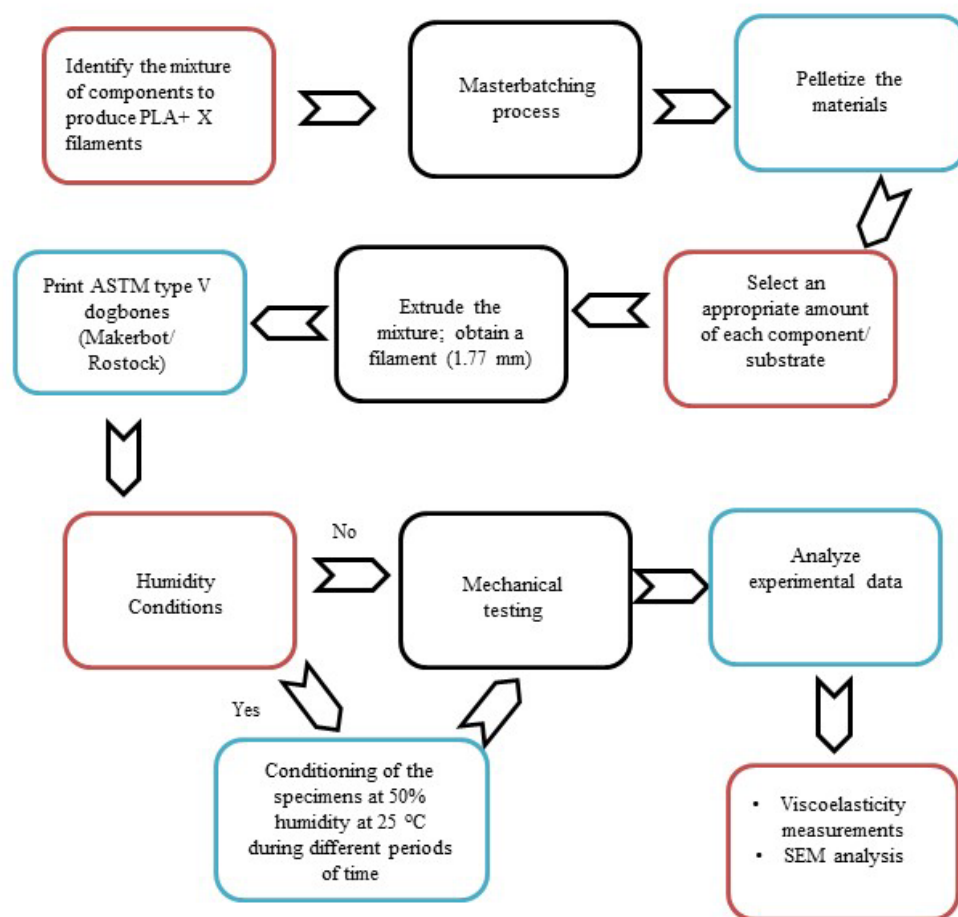 Identify the mixture
of components to
produce PLA+ X
filaments
Masterbatching
process
Pelletize the
materials
Select an
appropriate amount
of each component/
substrate
Extrude the
mixture; obtain a
filament (1.77 mm)
Print ASTM type V
dogbones
(Makerbot/
Rostock)
Humidity
Conditions
No
Yes
Conditioning of the
specimens at 50%
humidity at 25 °C
during different periods
of time
Mechanical
testing
Analyze
experimental data
• Viscoelasticity
measurements
• SEM analysis